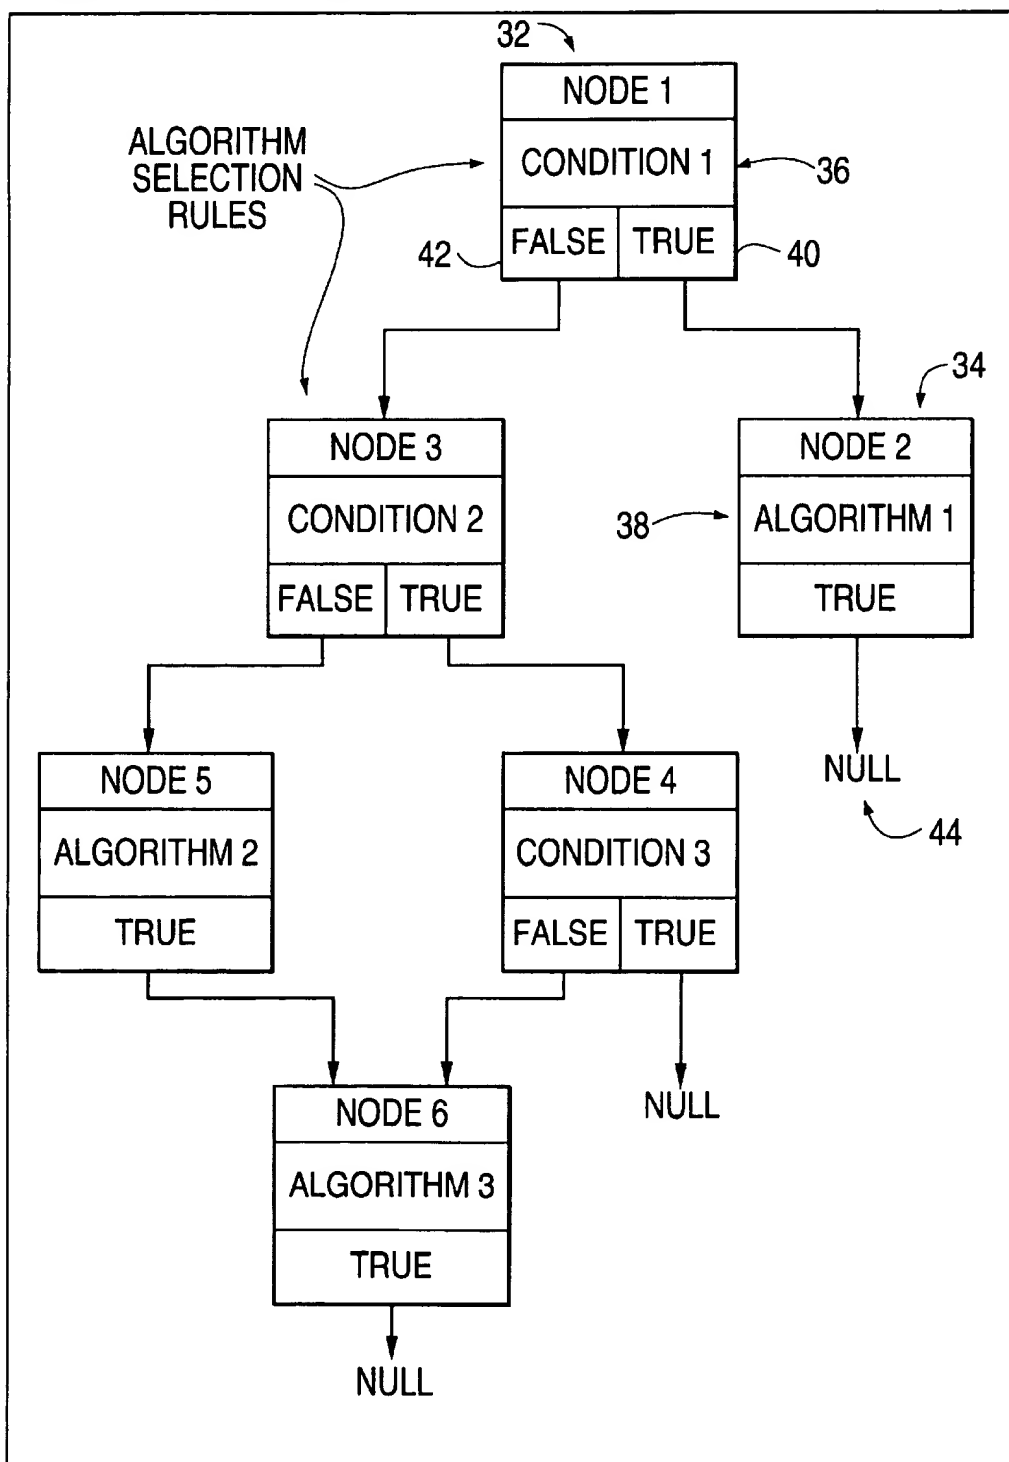 32
NODE 1
ALGORITHM
SELECTION
RULES
CONDITION 1
36
42
FALSE
TRUE
40
34
NODE 3
NODE 2
CONDITION 2
38
ALGORITHM 1
FALSE
TRUE
TRUE
NODE 5
NODE 4
NULL
44
ALGORITHM 2
CONDITION 3
TRUE
FALSE
TRUE
NODE 6
NULL
ALGORITHM 3
TRUE
NULL